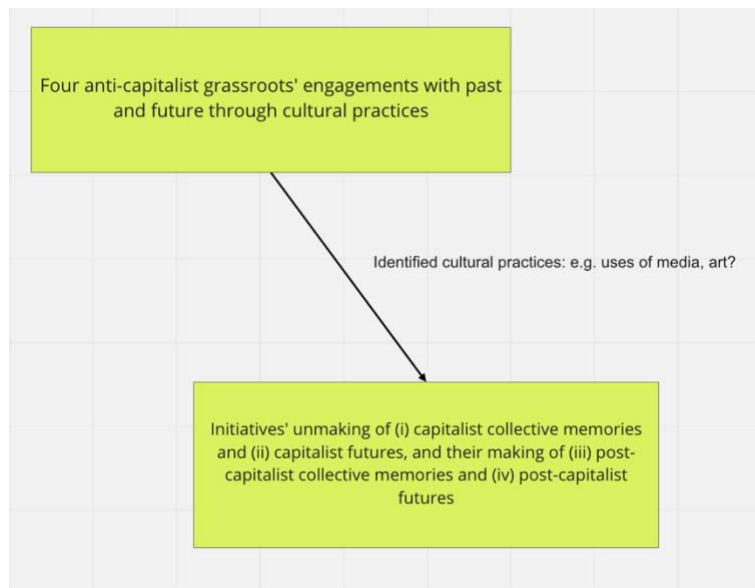 Four anti-capitalist grassroots' engagements with past
and future through cultural practices
Identified cultural practices: e.g. uses of media, art?
Initiatives' unmaking of (i) capitalist collective memories
and (ii) capitalist futures, and their making of (iii) post-
capitalist collective memories and (iv) post-capitalist
futures